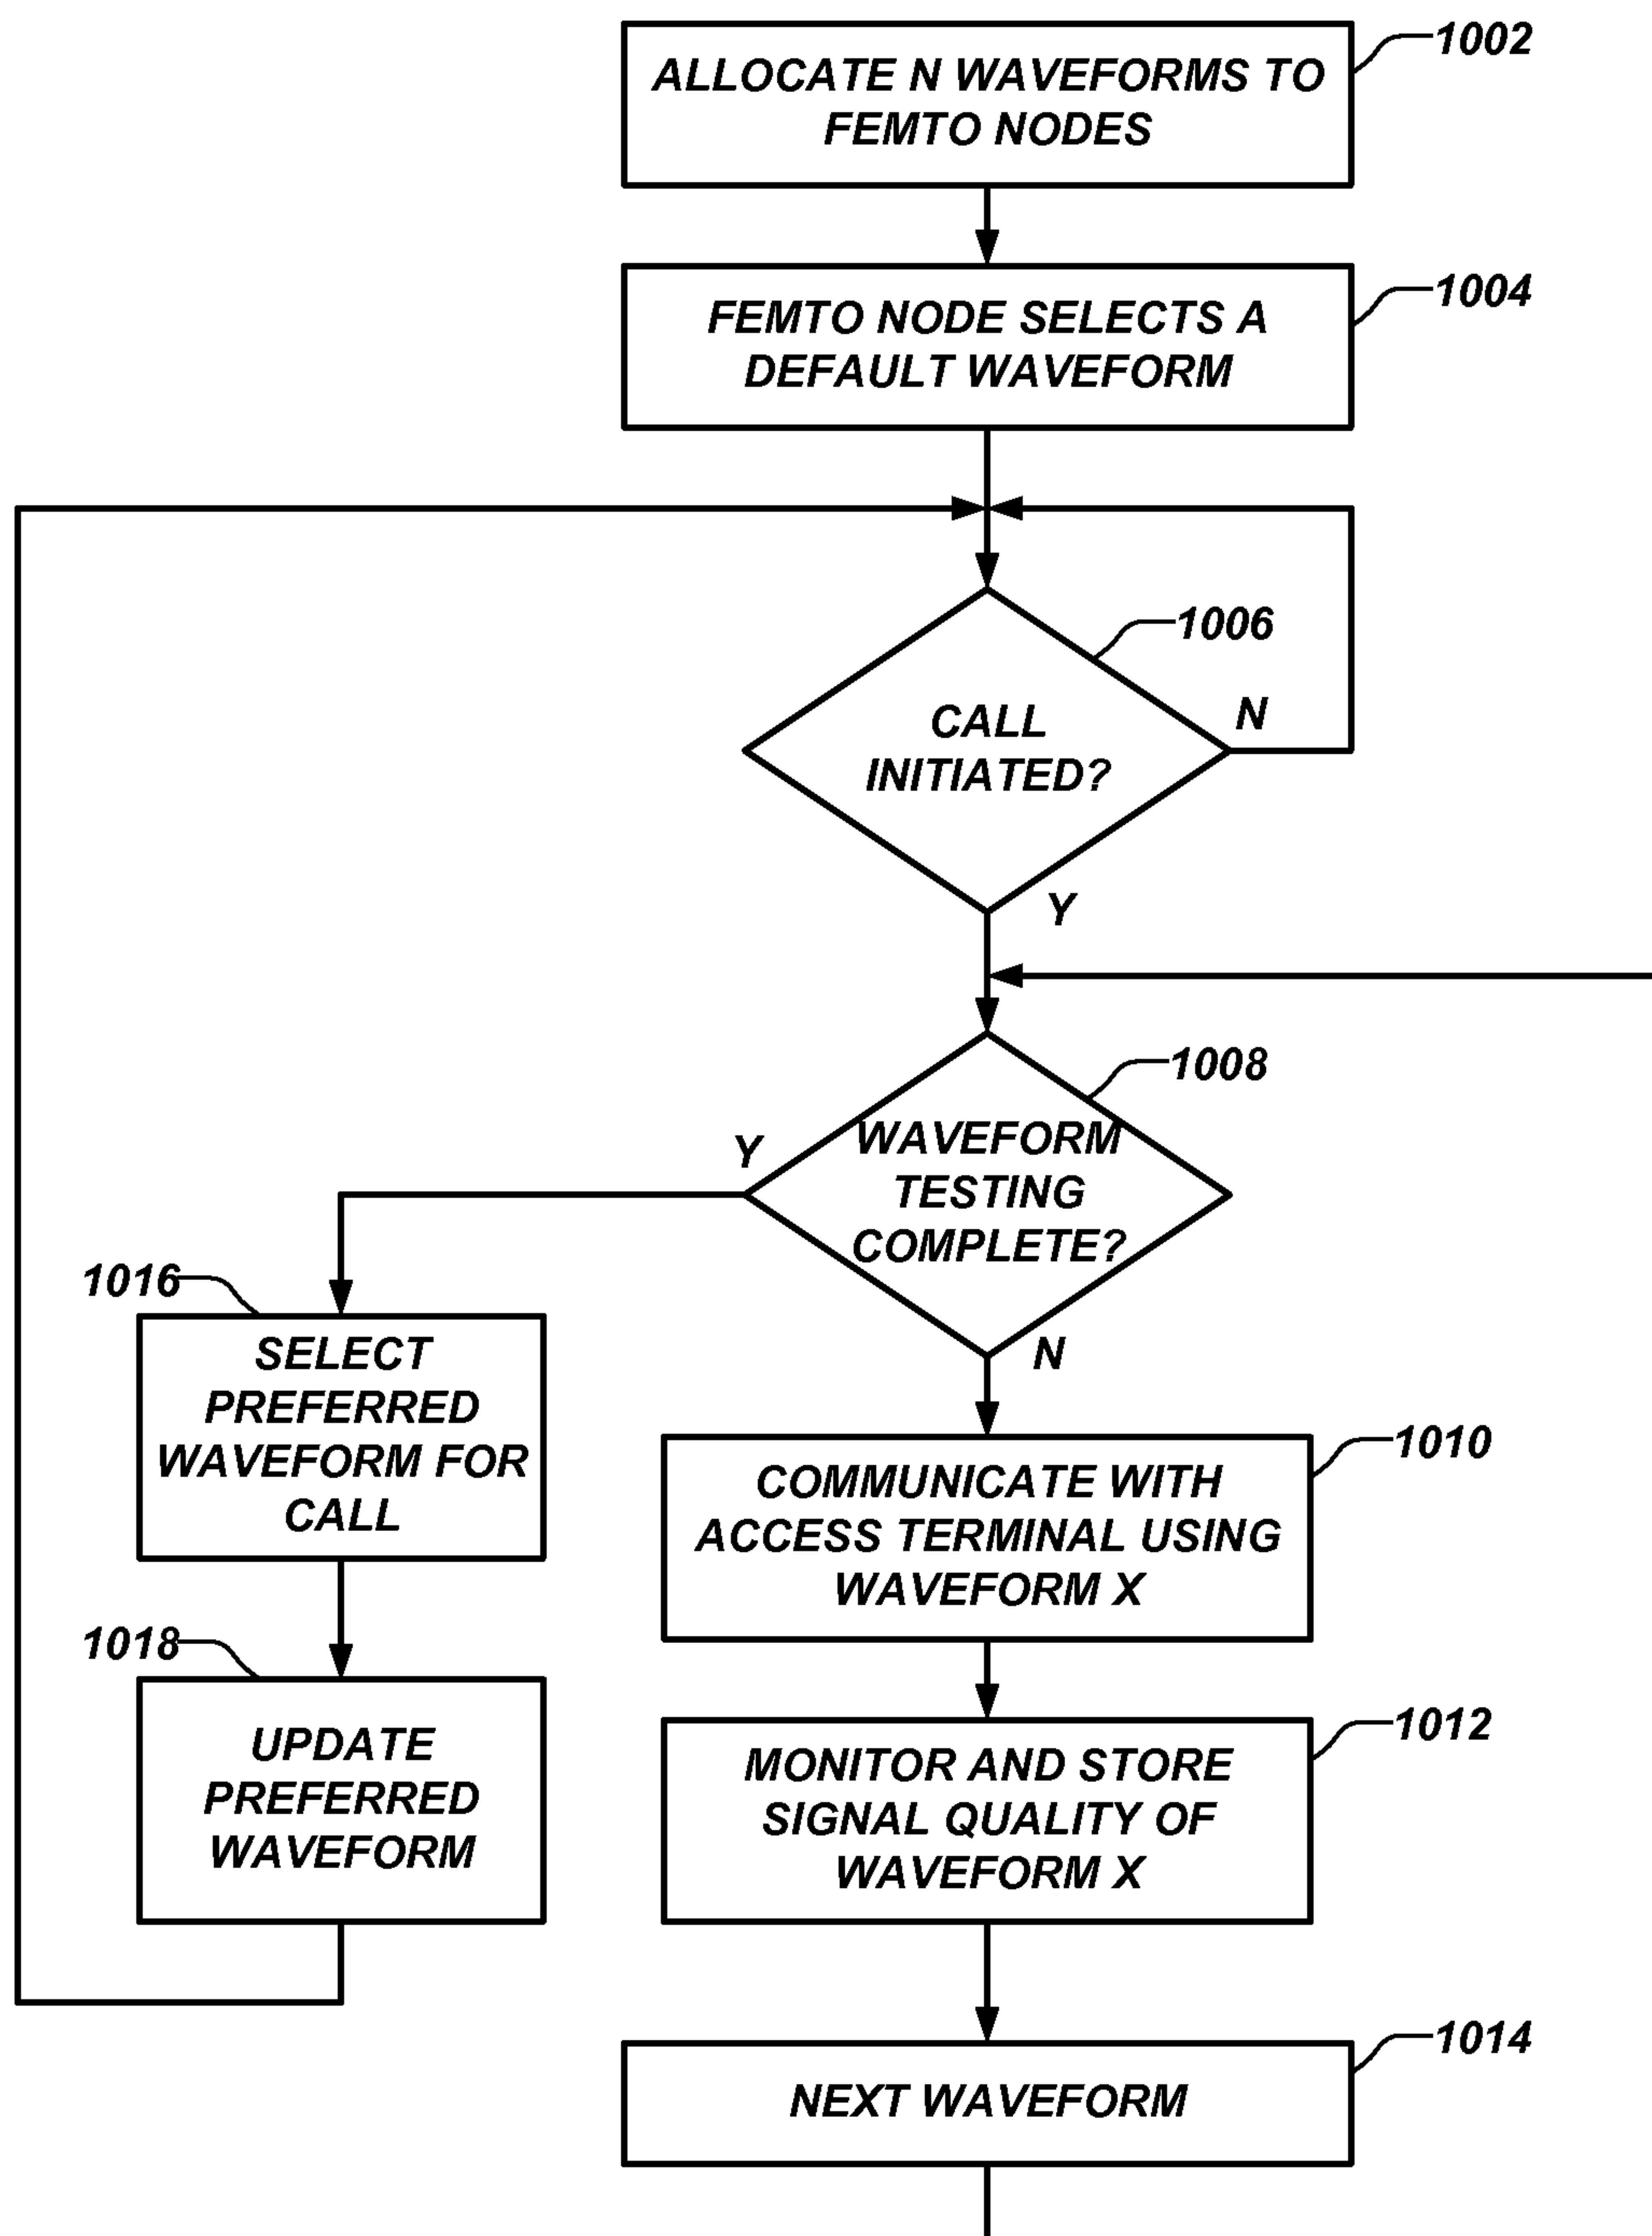 1002
ALLOCATE N WAVEFORMS TO
FEMTO NODES
1004
FEMTO NODE SELECTS A
DEFAULT WAVEFORM
1006
CALL
INITIATED?
N
Y
1008
WAVEFORM
TESTING
COMPLETE?
Y
N
1016
SELECT
PREFERRED
WAVEFORM FOR
CALL
1010
COMMUNICATE WITH
ACCESS TERMINAL USING
WAVEFORM X
1018
UPDATE
PREFERRED
WAVEFORM
1012
MONITOR AND STORE
SIGNAL QUALITY OF
WAVEFORM X
1014
NEXT WAVEFORM